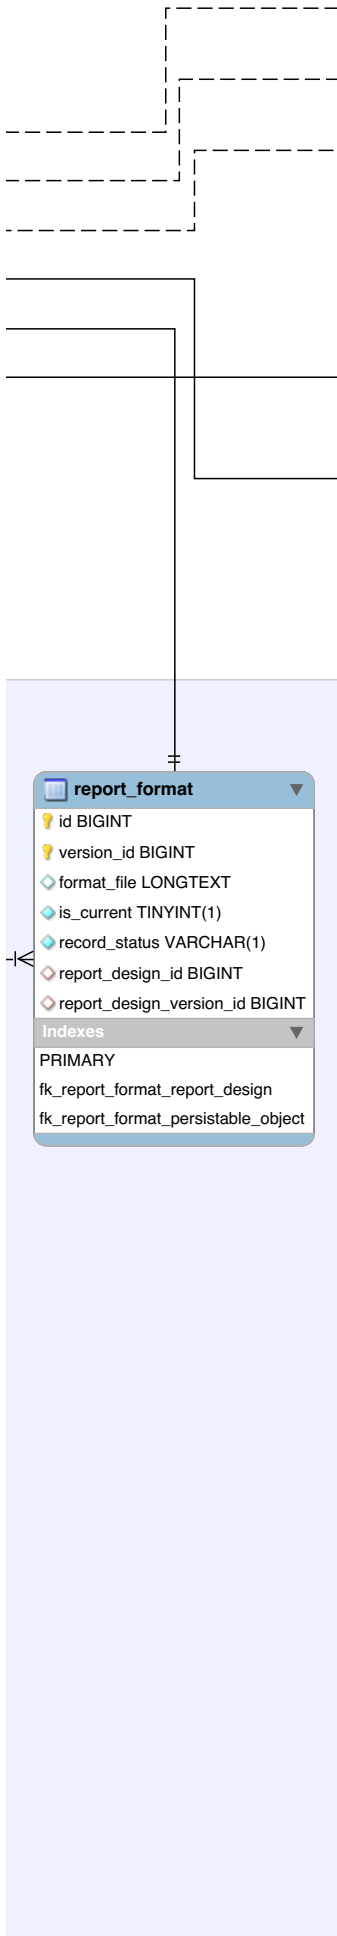 report_format
id BIGINT
version_id BIGINT
format_file LONGTEXT
is_current TINYINT(1)
record_status VARCHAR(1)
report_design_id BIGINT
report_design_version_id BIGINT
Indexes
PRIMARY
fk_report_format_report_design
fk_report_format_persistable_object